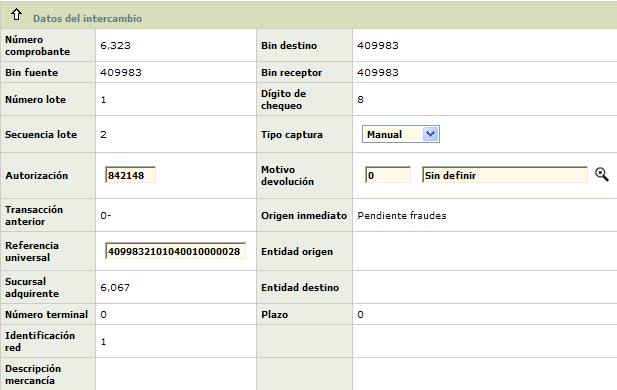 Datos del intercambio
Número comprobante 6,323 Bin destino 409983
Bin fuente 409983 Bin receptor 409983
Número lote 1 Dígito de chequeo 8
Secuencia lote 2 Tipo captura Manual
Autorización 842148 Motivo devolución 0 Sin definir
Transacción anterior 0- Origen inmediato Pendiente fraudes
Referencia universal 4099832101040010000028 Entidad origen
Sucursal adquirente 6,067 Entidad destino
Número terminal 0 Plazo 0
Identificación red 1
Descripción mercancía